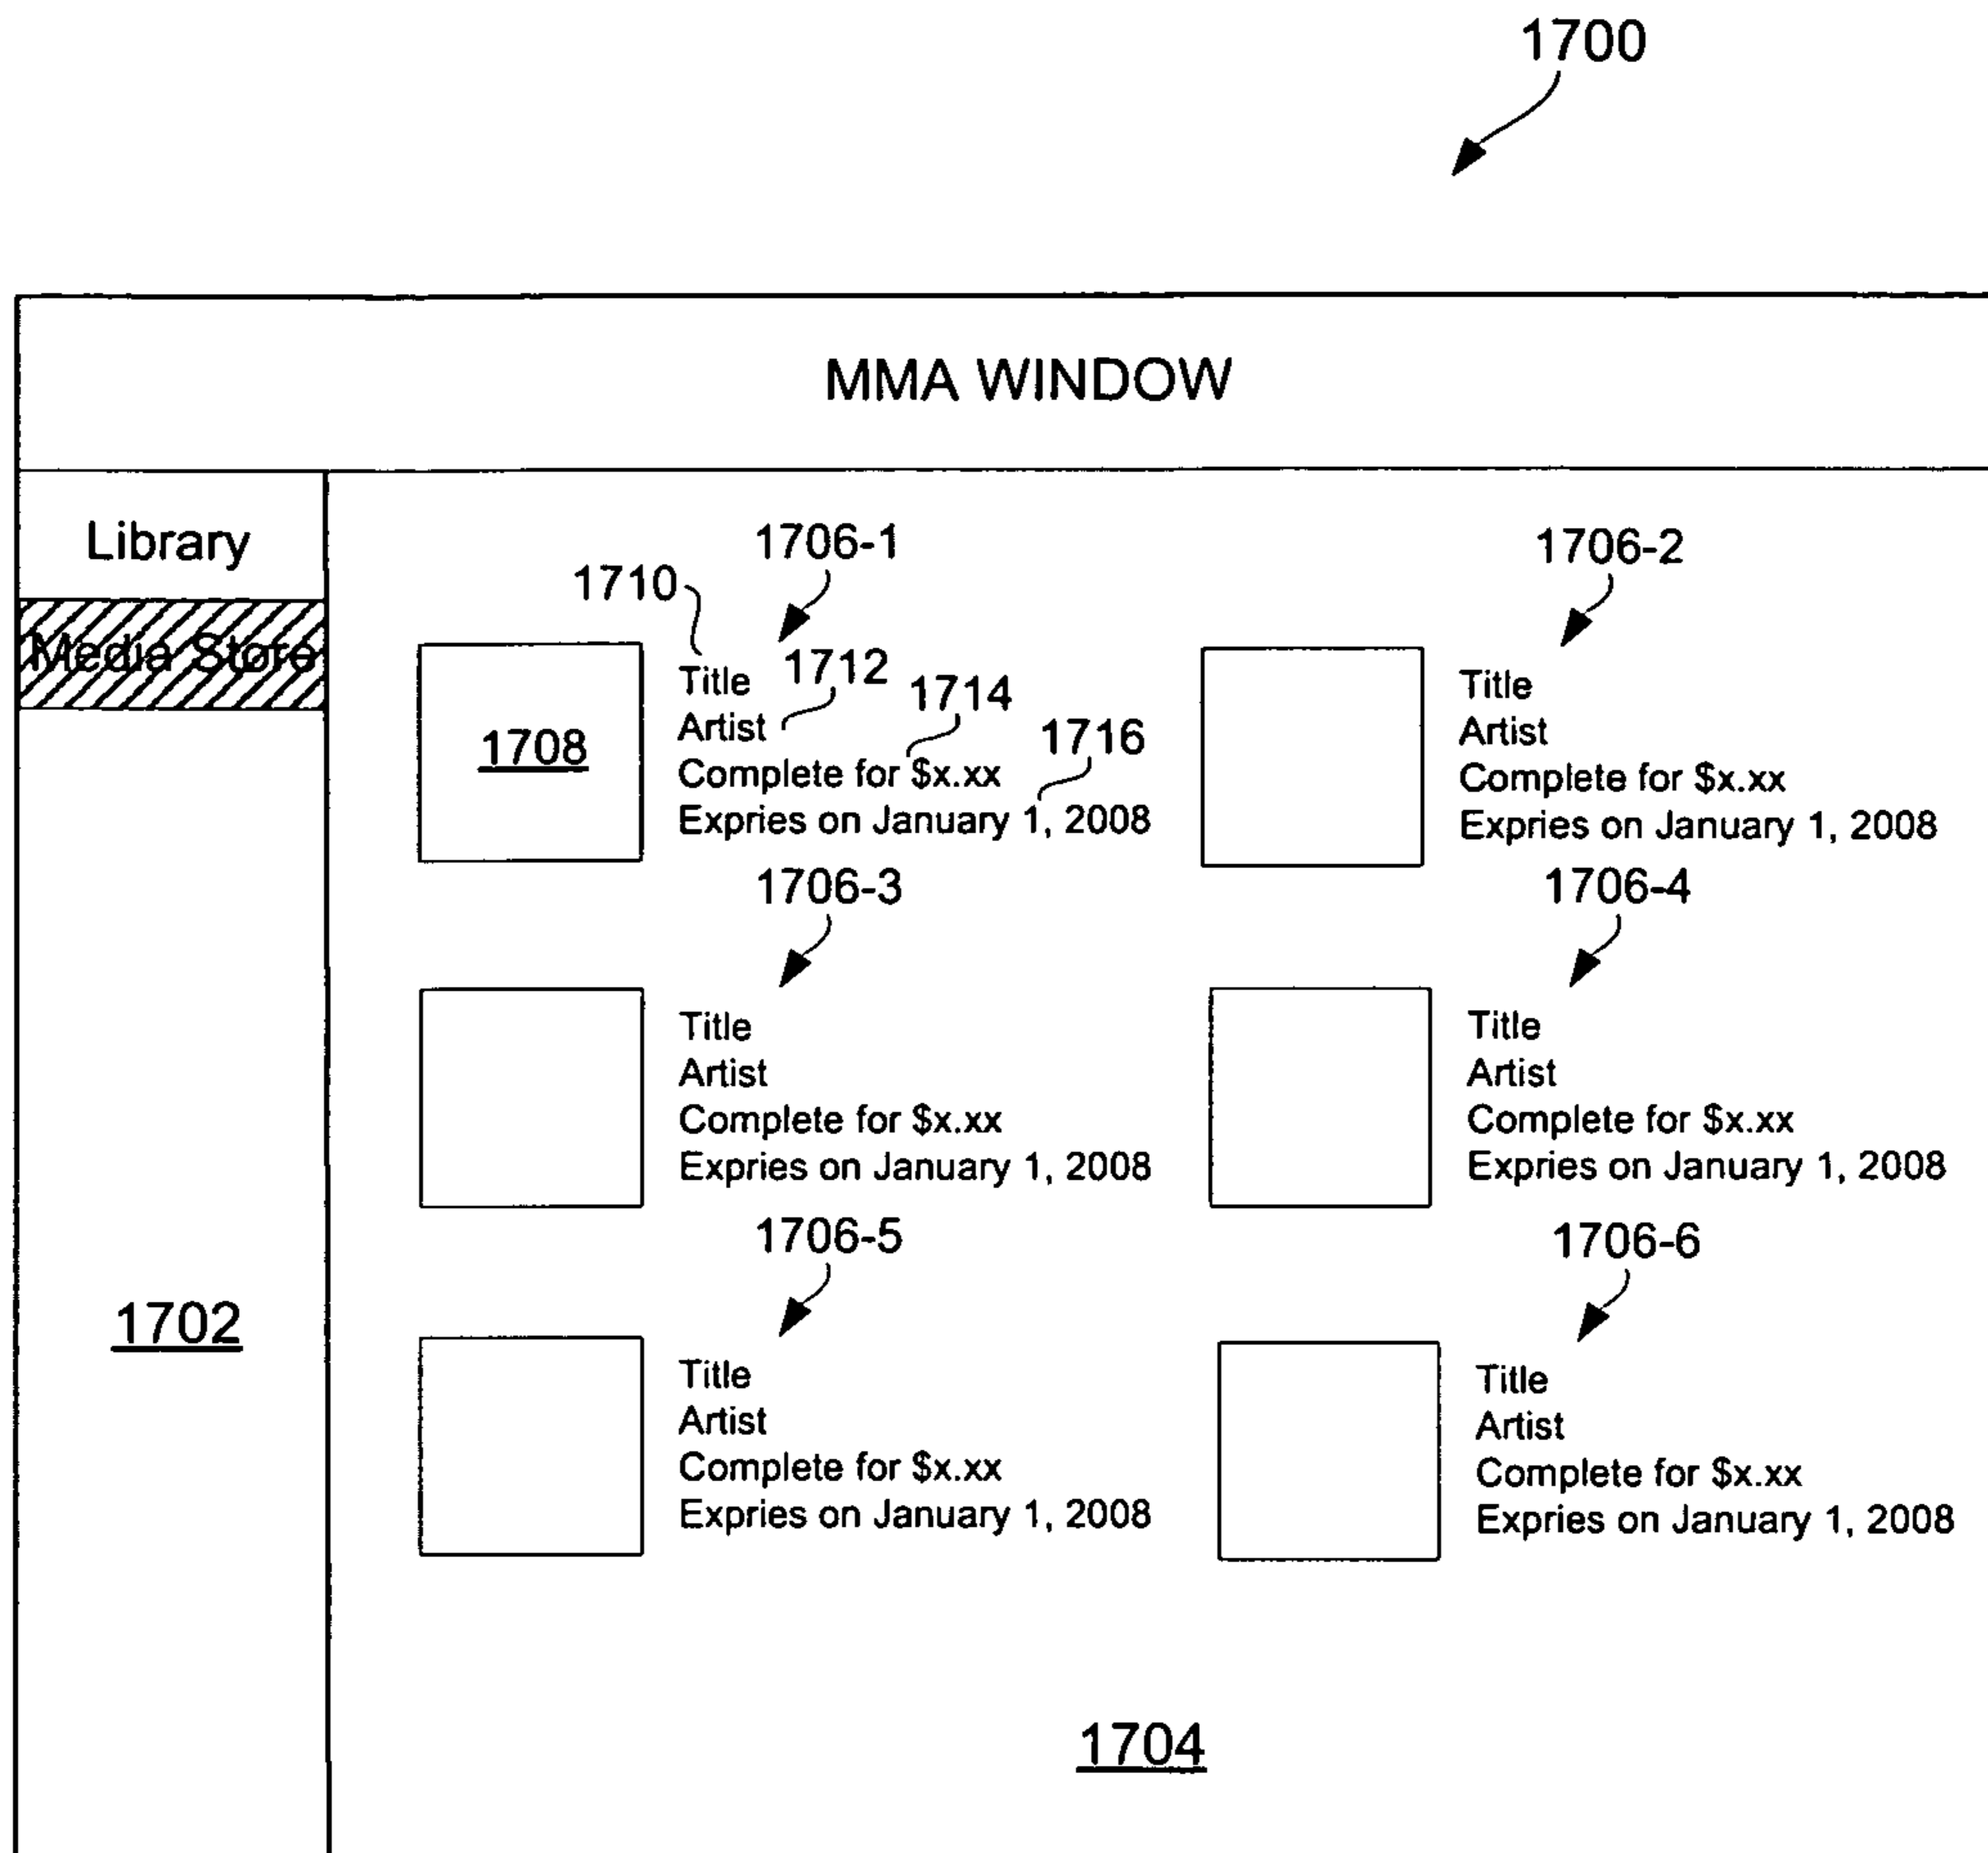 1700
MMA WINDOW
Library
Media Store
1702
1706-1
1710
1712
1714
1716
1708
Title
Artist
Complete for $x.xx
Expries on January 1, 2008
1706-2
Title
Artist
Complete for $x.xx
Expries on January 1, 2008
1706-3
Title
Artist
Complete for $x.xx
Expries on January 1, 2008
1706-4
Title
Artist
Complete for $x.xx
Expries on January 1, 2008
1706-5
Title
Artist
Complete for $x.xx
Expries on January 1, 2008
1706-6
Title
Artist
Complete for $x.xx
Expries on January 1, 2008
1704